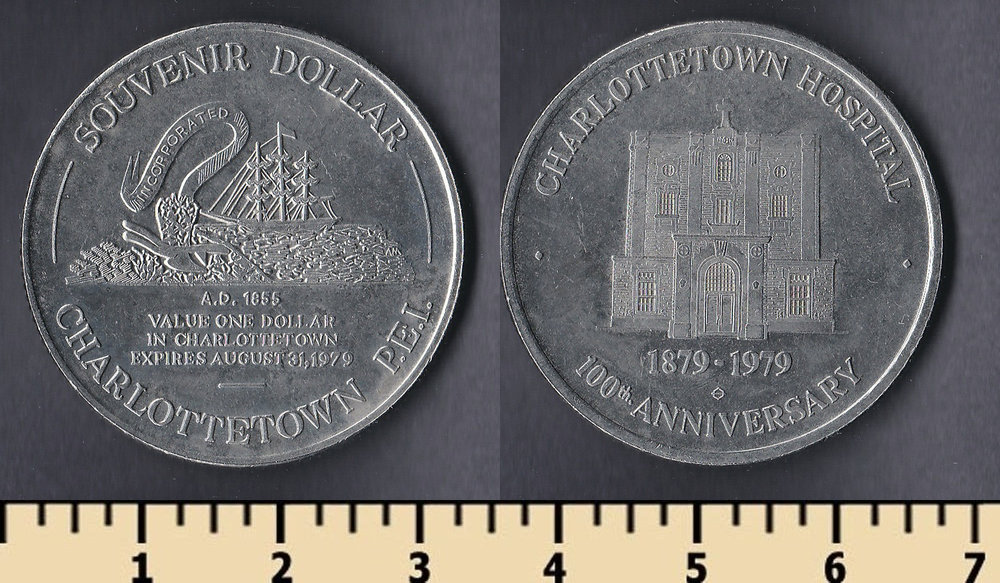 SOUVENIR DOLLAR
INCORPORATED
A.D. 1855
VALUE ONE DOLLAR
IN CHARLOTTETOWN
EXPIRES AUGUST 31, 1979
CHARLOTTETOWN P.E.I.
CHARLOTTETOWN HOSPITAL
1879 - 1979
100th. ANNIVERSARY
1 2 3 4 5 6 7